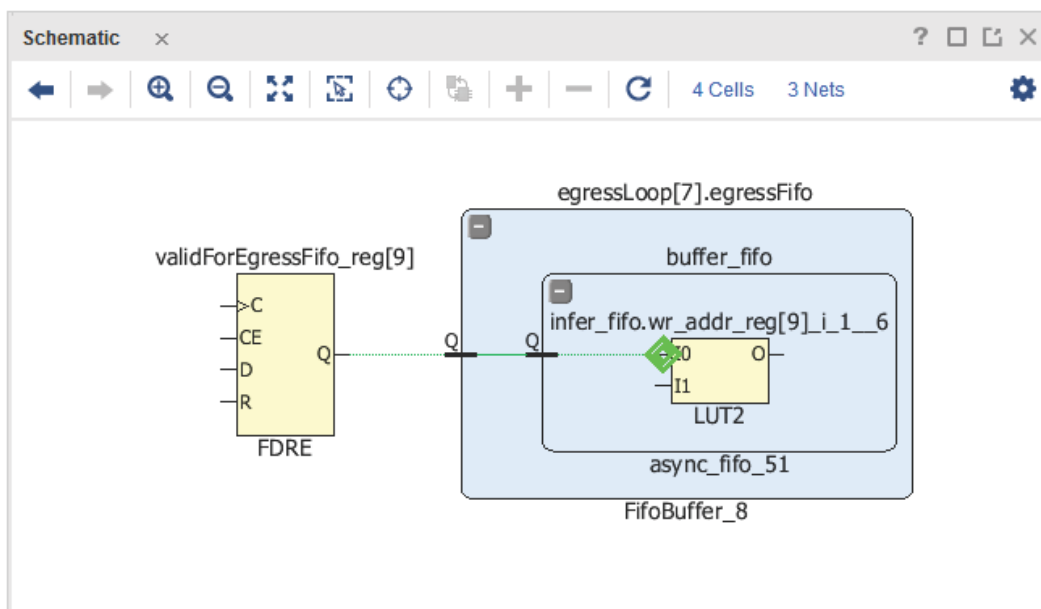 Schematic ×
4 Cells 3 Nets
egressLoop[7].egressFifo
validForEgressFifo_reg[9]
buffer_fifo
infer_fifo.wr_addr_reg[9]_i_1__6
C
CE
D
R
Q
Q
Q
I0
I1
O
LUT2
FDRE
async_fifo_51
FifoBuffer_8